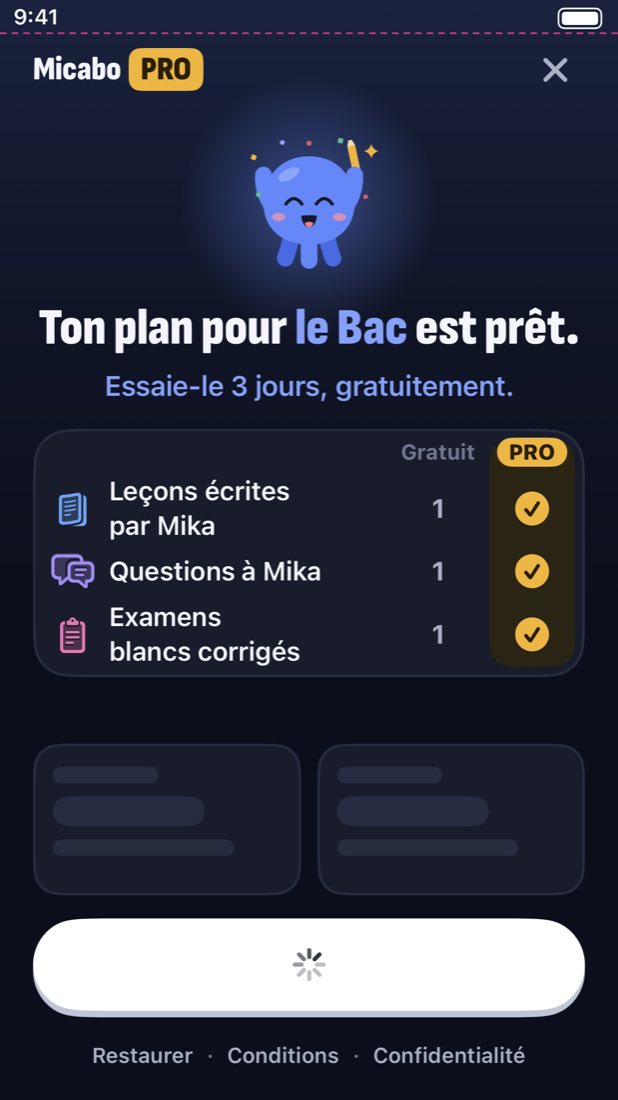 9:41
Micabo PRO
Ton plan pour le Bac est prêt.
Essaie-le 3 jours, gratuitement.
Gratuit PRO
Leçons écrites
par Mika
1
Questions à Mika 1
Examens
blancs corrigés
1
Restaurer · Conditions · Confidentialité